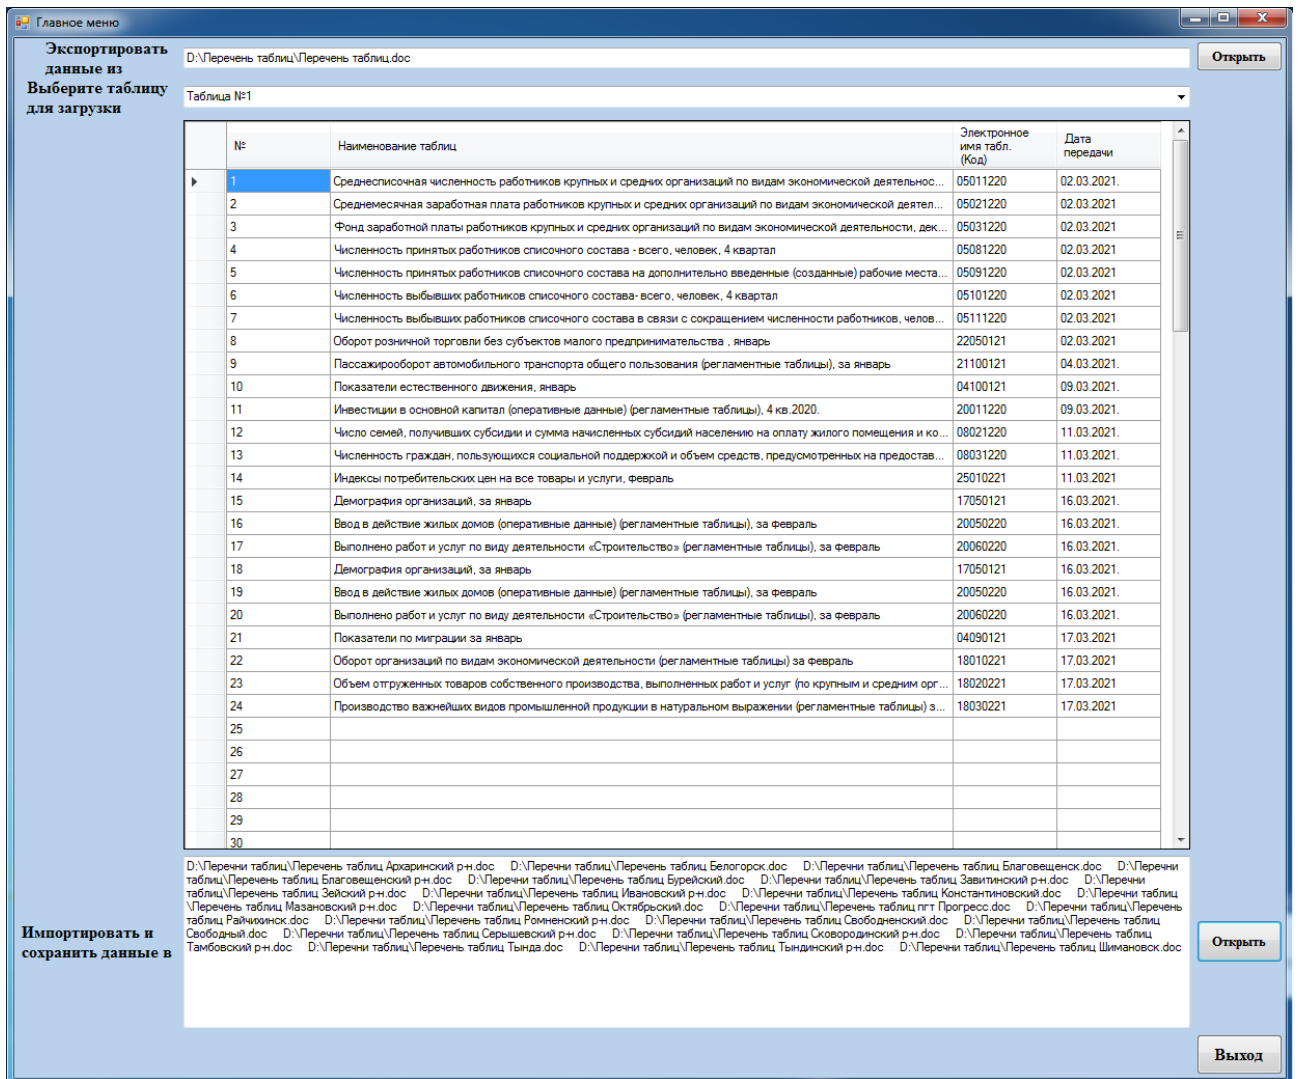 Главное меню
Экспортировать
данные из
D:\Перечень таблиц\Перечень таблиц.doc
Открыть
Выберите таблицу
для загрузки
Таблица №1
№ Наименование таблиц Электронное имя табл. (Код) Дата передачи
1 Среднесписочная численность работников крупных и средних организаций по видам экономической деятельнос... 05011220 02.03.2021.
2 Среднемесячная заработная плата работников крупных и средних организаций по видам экономической деятел... 05021220 02.03.2021
3 Фонд заработной платы работников крупных и средних организаций по видам экономической деятельности, дек... 05031220 02.03.2021
4 Численность принятых работников списочного состава - всего, человек, 4 квартал 05081220 02.03.2021
5 Численность принятых работников списочного состава на дополнительно введенные (созданные) рабочие места... 05091220 02.03.2021
6 Численность выбывших работников списочного состава- всего, человек, 4 квартал 05101220 02.03.2021
7 Численность выбывших работников списочного состава в связи с сокращением численности работников, челов... 05111220 02.03.2021
8 Оборот розничной торговли без субъектов малого предпринимательства , январь 22050121 02.03.2021
9 Пассажирооборот автомобильного транспорта общего пользования (регламентные таблицы), за январь 21100121 04.03.2021.
10 Показатели естественного движения, январь 04100121 09.03.2021.
11 Инвестиции в основной капитал (оперативные данные) (регламентные таблицы), 4 кв.2020. 20011220 09.03.2021.
12 Число семей, получивших субсидии и сумма начисленных субсидий населению на оплату жилого помещения и ко... 08021220 11.03.2021.
13 Численность граждан, пользующихся социальной поддержкой и объем средств, предусмотренных на предостав... 08031220 11.03.2021.
14 Индексы потребительских цен на все товары и услуги, февраль 25010221 11.03.2021
15 Демография организаций, за январь 17050121 16.03.2021.
16 Ввод в действие жилых домов (оперативные данные) (регламентные таблицы), за февраль 20050220 16.03.2021.
17 Выполнено работ и услуг по виду деятельности «Строительство» (регламентные таблицы), за февраль 20060220 16.03.2021.
18 Демография организаций, за январь 17050121 16.03.2021.
19 Ввод в действие жилых домов (оперативные данные) (регламентные таблицы), за февраль 20050220 16.03.2021.
20 Выполнено работ и услуг по виду деятельности «Строительство» (регламентные таблицы), за февраль 20060220 16.03.2021.
21 Показатели по миграции за январь 04090121 17.03.2021
22 Оборот организаций по видам экономической деятельности (регламентные таблицы) за февраль 18010221 17.03.2021
23 Объем отгруженных товаров собственного производства, выполненных работ и услуг (по крупным и средним орг... 18020221 17.03.2021
24 Производство важнейших видов промышленной продукции в натуральном выражении (регламентные таблицы) з... 18030221 17.03.2021
25
26
27
28
29
30
D:\Перечни таблиц\Перечень таблиц Архаринский р-н.doc D:\Перечни таблиц\Перечень таблиц Белогорск.doc D:\Перечни таблиц\Перечень таблиц Благовещенск.doc D:\Перечни
таблиц\Перечень таблиц Благовещенский р-н.doc D:\Перечни таблиц\Перечень таблиц Бурейский.doc D:\Перечни таблиц\Перечень таблиц Завитинский р-н.doc D:\Перечни
таблиц\Перечень таблиц Зейский р-н.doc D:\Перечни таблиц\Перечень таблиц Ивановский р-н.doc D:\Перечни таблиц\Перечень таблиц Константиновский.doc D:\Перечни таблиц
\Перечень таблиц Мазановский р-н.doc D:\Перечни таблиц\Перечень таблиц Октябрьский.doc D:\Перечни таблиц\Перечень таблиц пгт Прогресс.doc D:\Перечни таблиц\Перечень
таблиц Райчихинск.doc D:\Перечни таблиц\Перечень таблиц Ромненский р-н.doc D:\Перечни таблиц\Перечень таблиц Свободненский.doc D:\Перечни таблиц\Перечень таблиц
Свободный.doc D:\Перечни таблиц\Перечень таблиц Серышевский р-н.doc D:\Перечни таблиц\Перечень таблиц Сковородинский р-н.doc D:\Перечни таблиц\Перечень таблиц
Тамбовский р-н.doc D:\Перечни таблиц\Перечень таблиц Тында.doc D:\Перечни таблиц\Перечень таблиц Тындинский р-н.doc D:\Перечни таблиц\Перечень таблиц Шимановск.doc
Импортировать и
сохранить данные в
Открыть
Выход